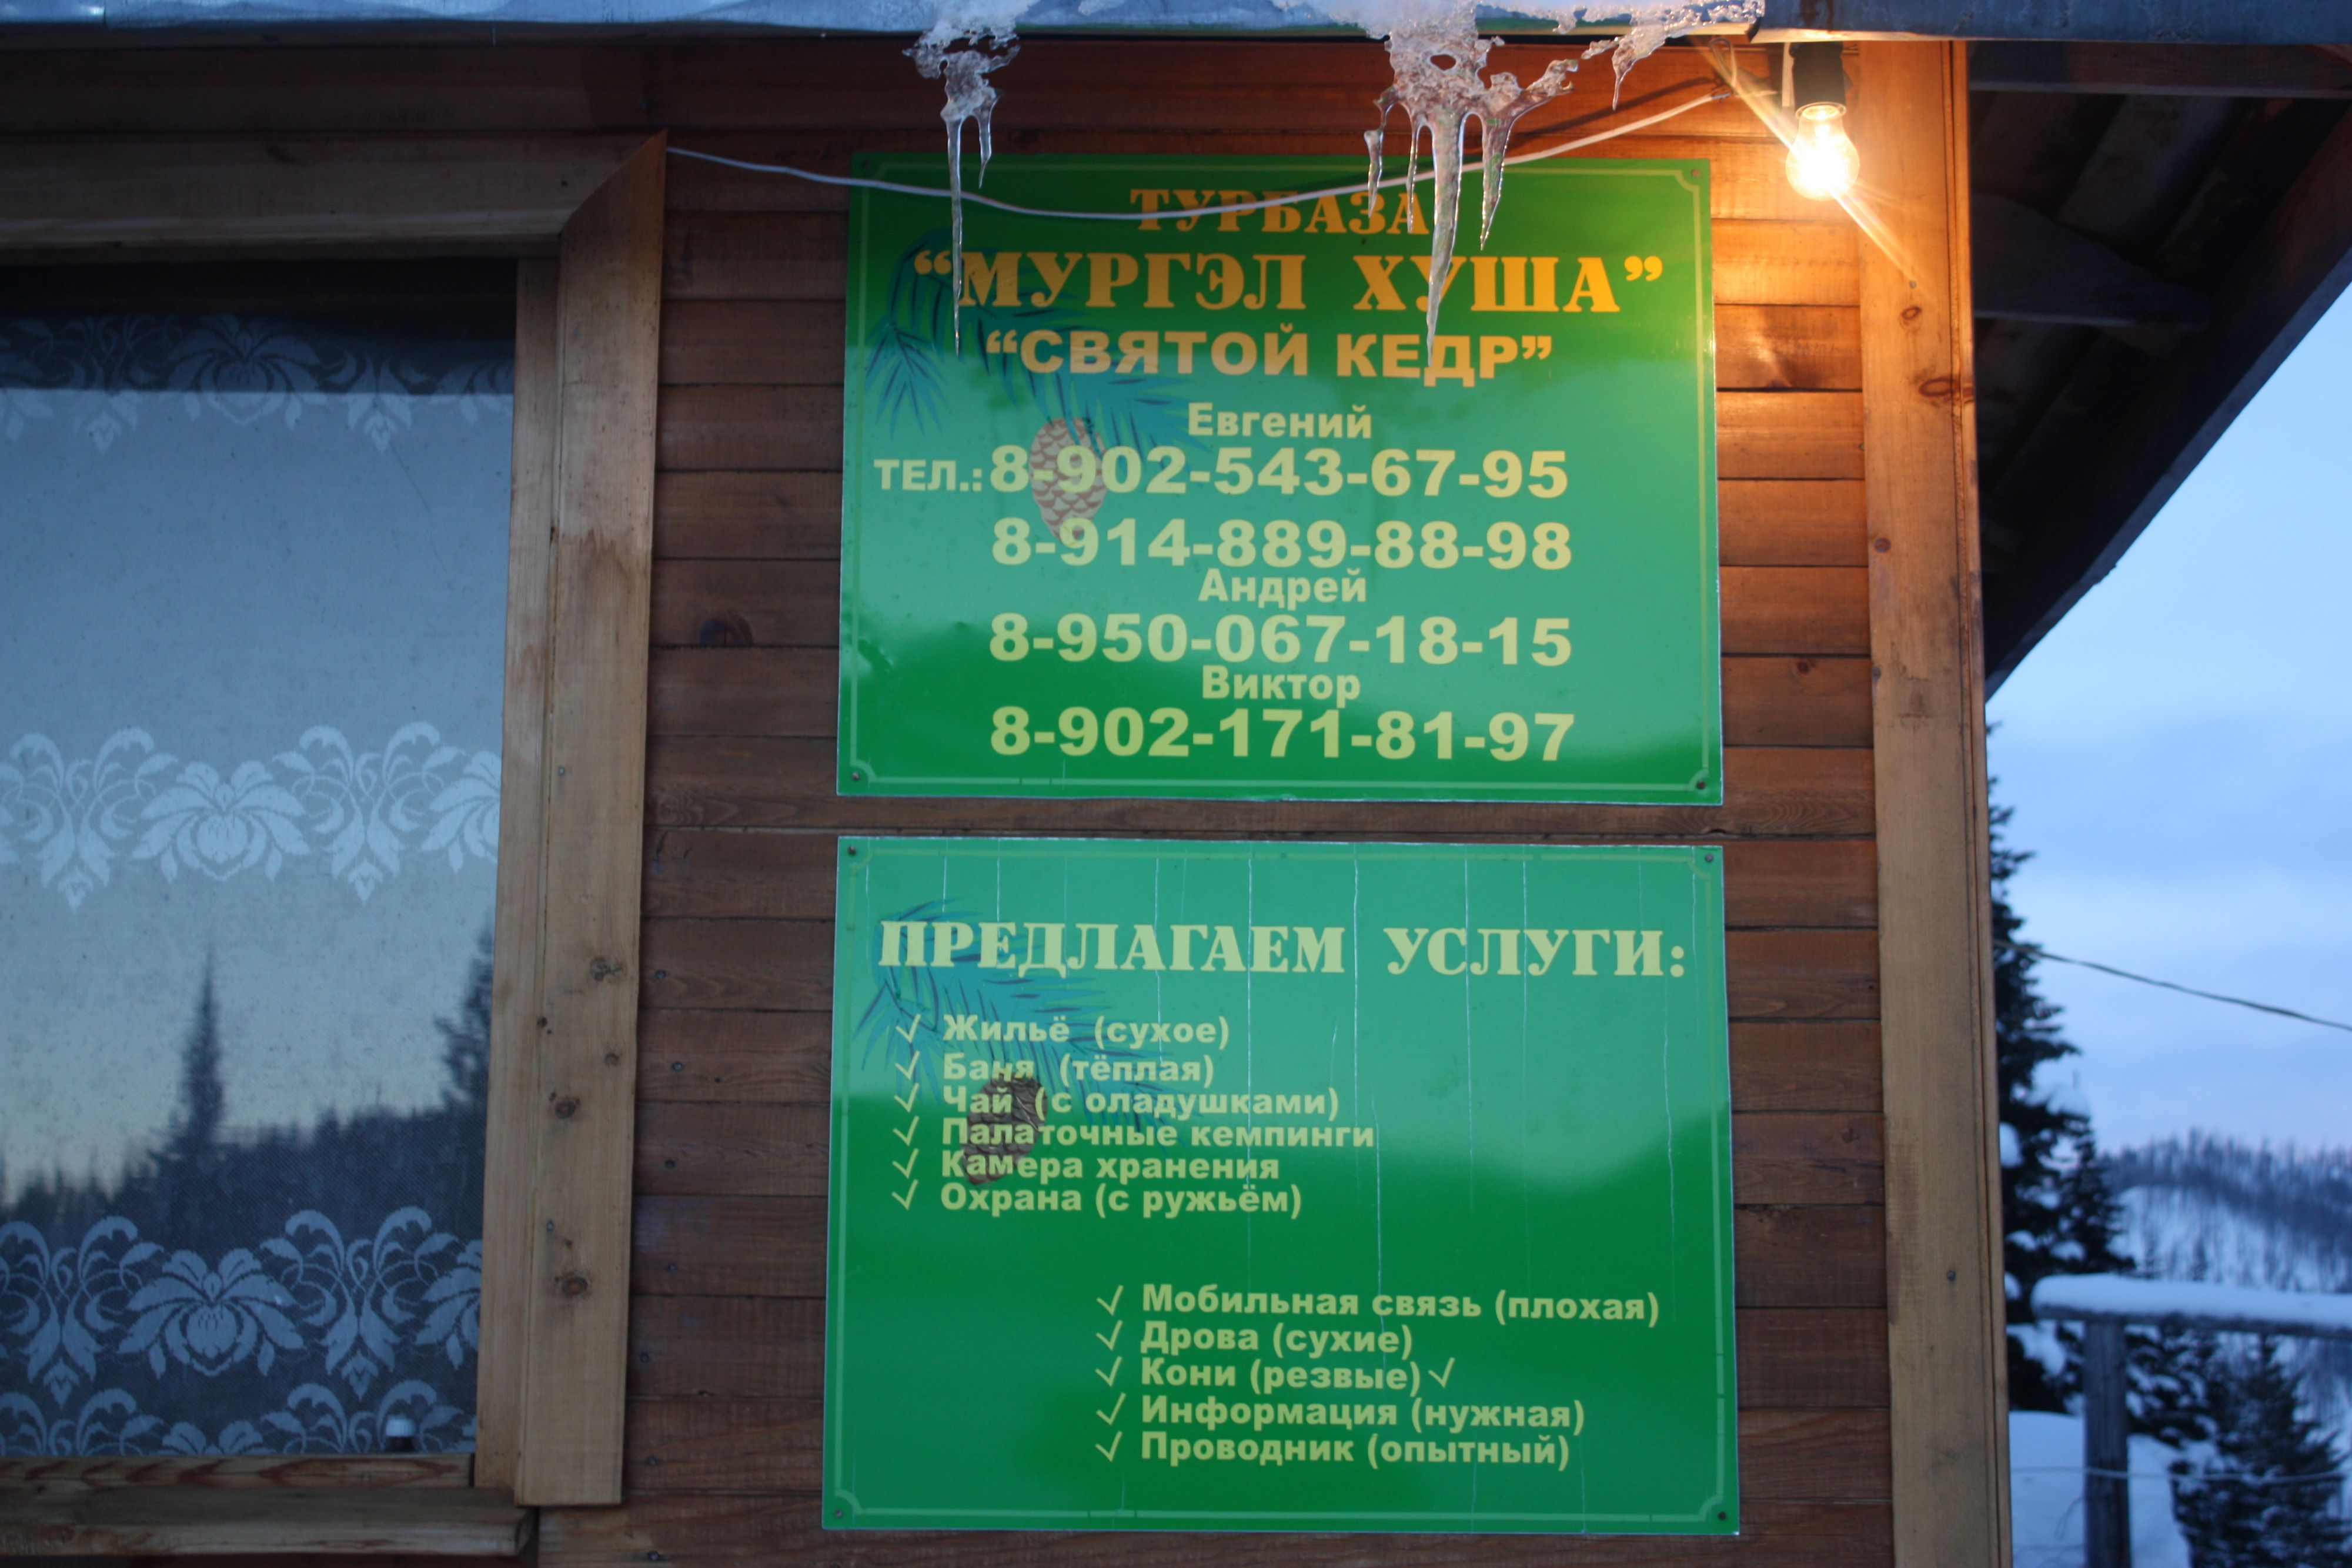 ТУРБАЗА
“МУРГЭЛ ХУША”
“СВЯТОЙ КЕДР”
Евгений
ТЕЛ.: 8-902-543-67-95
8-914-889-88-98
Андрей
8-950-067-18-15
Виктор
8-902-171-81-97
ПРЕДЛАГАЕМ УСЛУГИ:
✓ Жильё (сухое)
✓ Баня (тёплая)
✓ Чай (с оладушками)
✓ Палаточные кемпинги
✓ Камера хранения
✓ Охрана (с ружьём)
✓ Мобильная связь (плохая)
✓ Дрова (сухие)
✓ Кони (резвые) ✓
✓ Информация (нужная)
✓ Проводник (опытный)